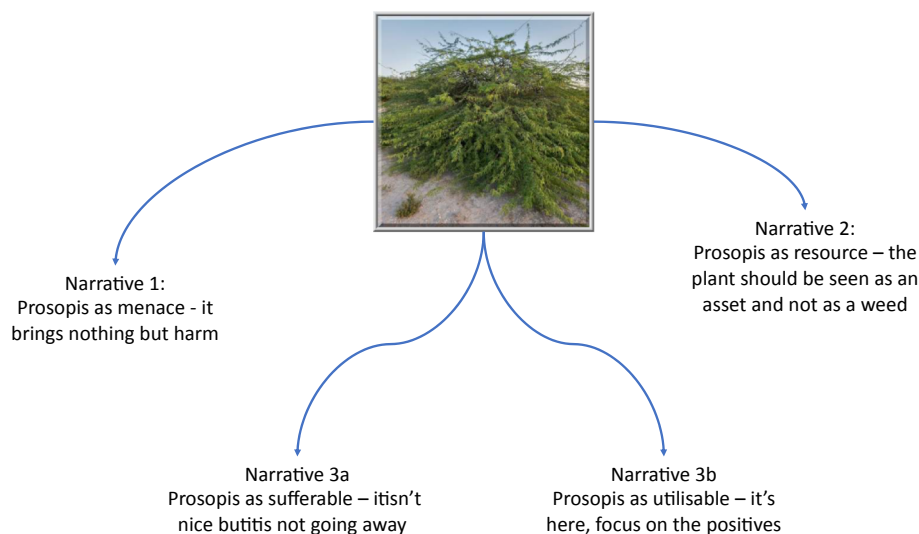 Narrative 1:
Prosopis as menace - it
brings nothing but harm
Narrative 2:
Prosopis as resource – the
plant should be seen as an
asset and not as a weed
Narrative 3a
Prosopis as sufferable – itisn't
nice butitis not going away
Narrative 3b
Prosopis as utilisable – it's
here, focus on the positives